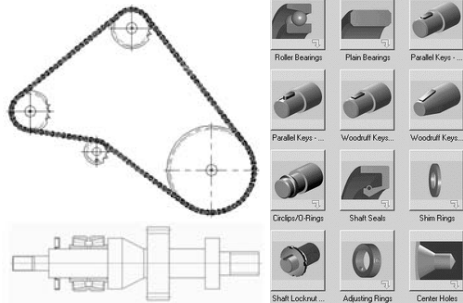 Roller Bearings
Plain Bearings
Parallel Keys - ...
Parallel Keys - ...
Woodruff Keys...
Woodruff Keys...
Circlips/O-Rings
Shaft Seals
Shim Rings
Shaft Locknut ...
Adjusting Rings
Center Holes